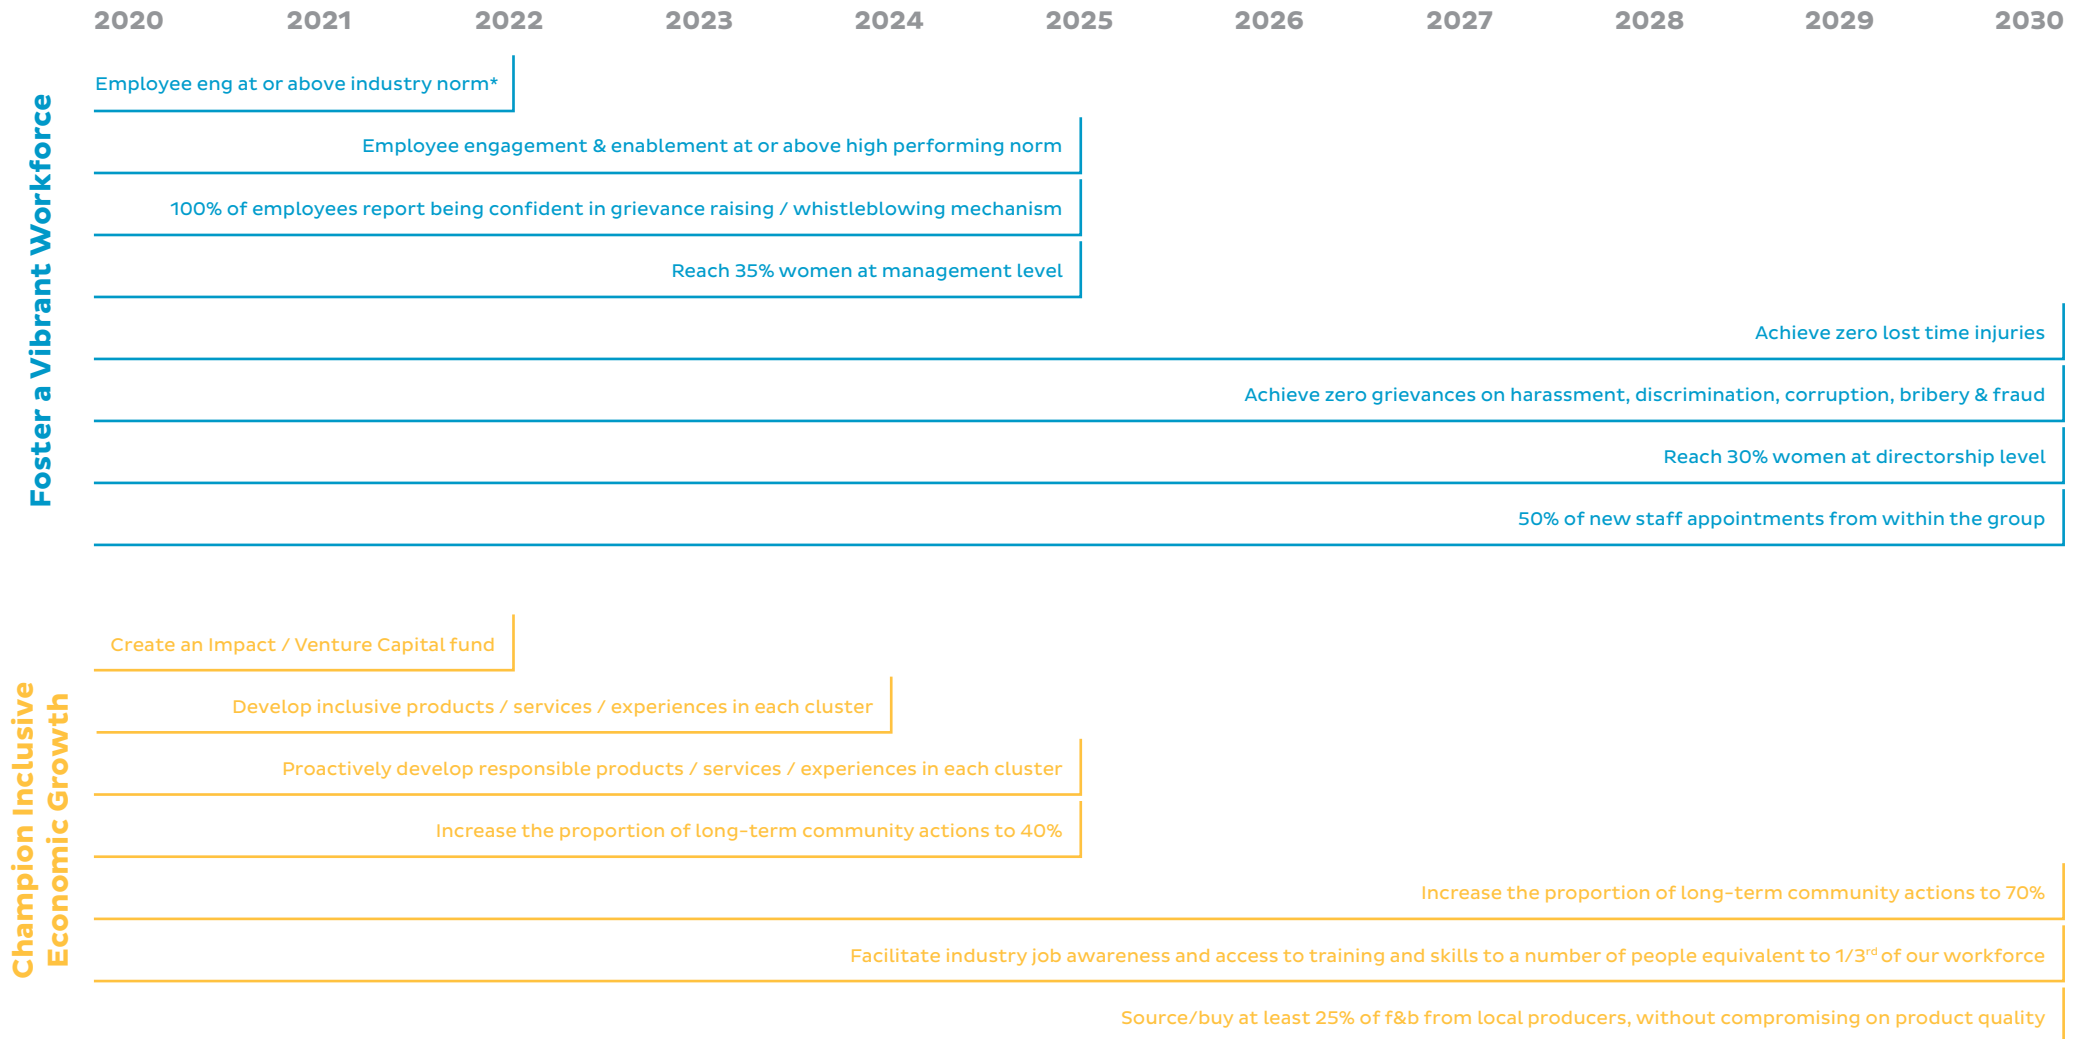 2020 2021 2022 2023 2024 2025 2026 2027 2028 2029 2030
Foster a Vibrant Workforce
Employee eng at or above industry norm*
Employee engagement & enablement at or above high performing norm
100% of employees report being confident in grievance raising / whistleblowing mechanism
Reach 35% women at management level
Achieve zero lost time injuries
Achieve zero grievances on harassment, discrimination, corruption, bribery & fraud
Reach 30% women at directorship level
50% of new staff appointments from within the group
Champion Inclusive
Economic Growth
Create an Impact / Venture Capital fund
Develop inclusive products / services / experiences in each cluster
Proactively develop responsible products / services / experiences in each cluster
Increase the proportion of long-term community actions to 40%
Increase the proportion of long-term community actions to 70%
Facilitate industry job awareness and access to training and skills to a number of people equivalent to 1/3rd of our workforce
Source/buy at least 25% of f&b from local producers, without compromising on product quality